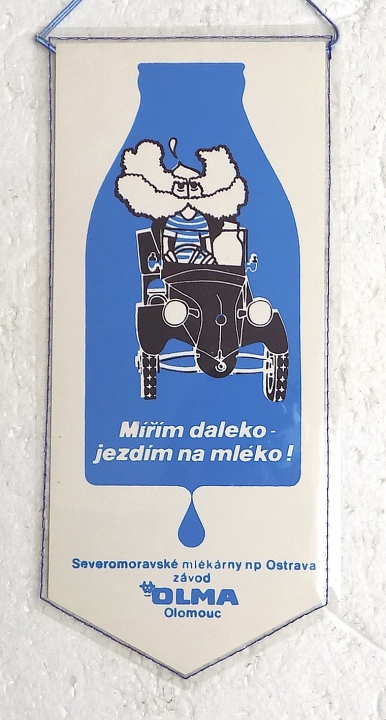 Mířím daleko -
jezdím na mléko!
Severomoravské mlékárny np Ostrava
závod
OLMA
Olomouc